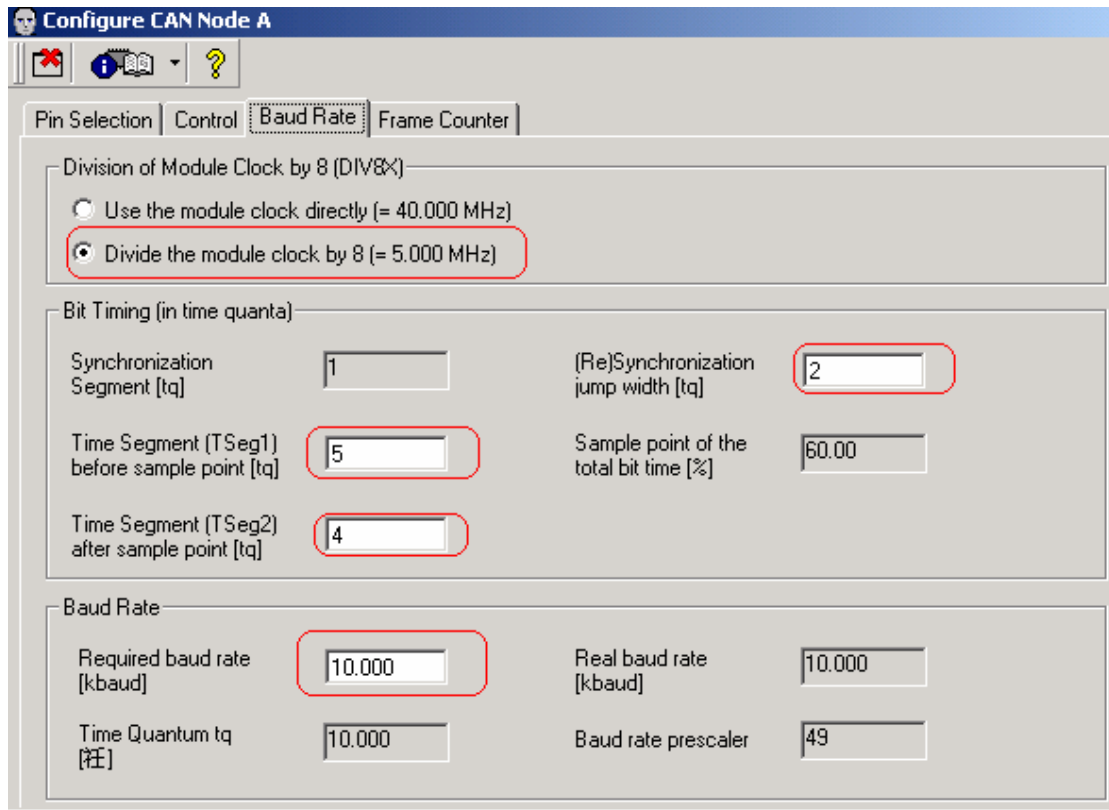 Configure CAN Node A
Pin Selection Control Baud Rate Frame Counter
Division of Module Clock by 8 (DIV8X)
Use the module clock directly (= 40.000 MHz)
Divide the module clock by 8 (= 5.000 MHz)
Bit Timing (in time quanta)
Synchronization
Segment [tq]
1
(Re)Synchronization
jump width [tq]
2
Time Segment (TSeg1)
before sample point [tq]
5
Sample point of the
total bit time [%]
60.00
Time Segment (TSeg2)
after sample point [tq]
4
Baud Rate
Required baud rate
[kbaud]
10.000
Real baud rate
[kbaud]
10.000
Time Quantum tq
[祍]
10.000
Baud rate prescaler
49